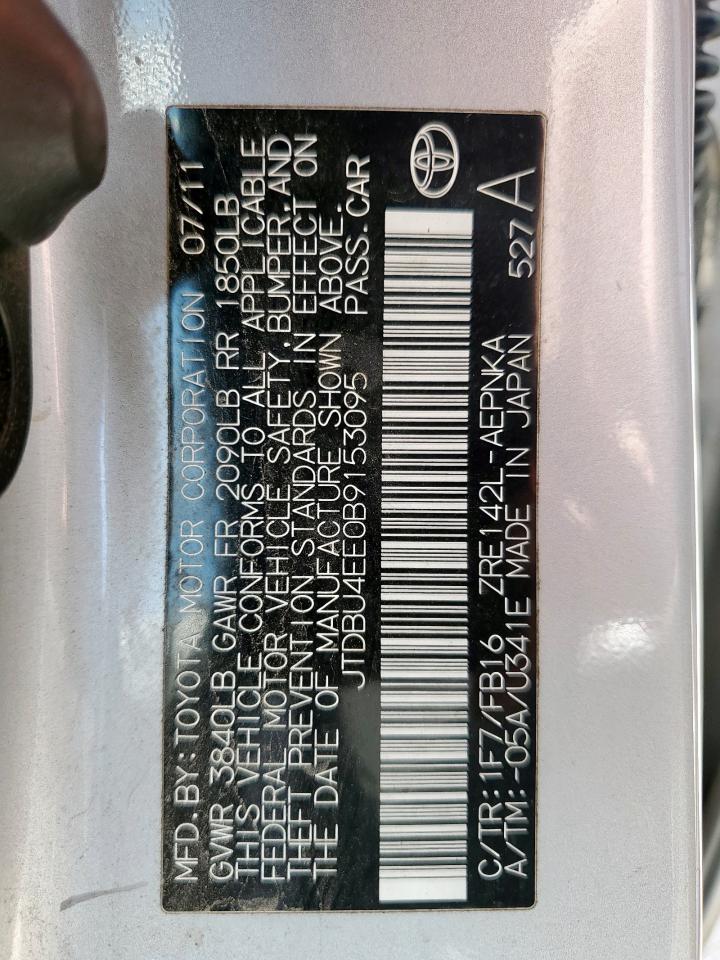 MFD. BY: TOYOTA MOTOR CORPORATION 07/11
GVWR 3840LB GAWR FR 2090LB RR 1850LB
THIS VEHICLE CONFORMS TO ALL APPLICABLE
FEDERAL MOTOR VEHICLE SAFETY, BUMPER, AND
THEFT PREVENTION STANDARDS IN EFFECT ON
THE DATE OF MANUFACTURE SHOWN ABOVE.
JTDBU4EE0B9153095 PASS. CAR
C/TR: 1F7/FB16 ZRE142L-AEPNKA
A/TM: -05A/U341E MADE IN JAPAN 527 A